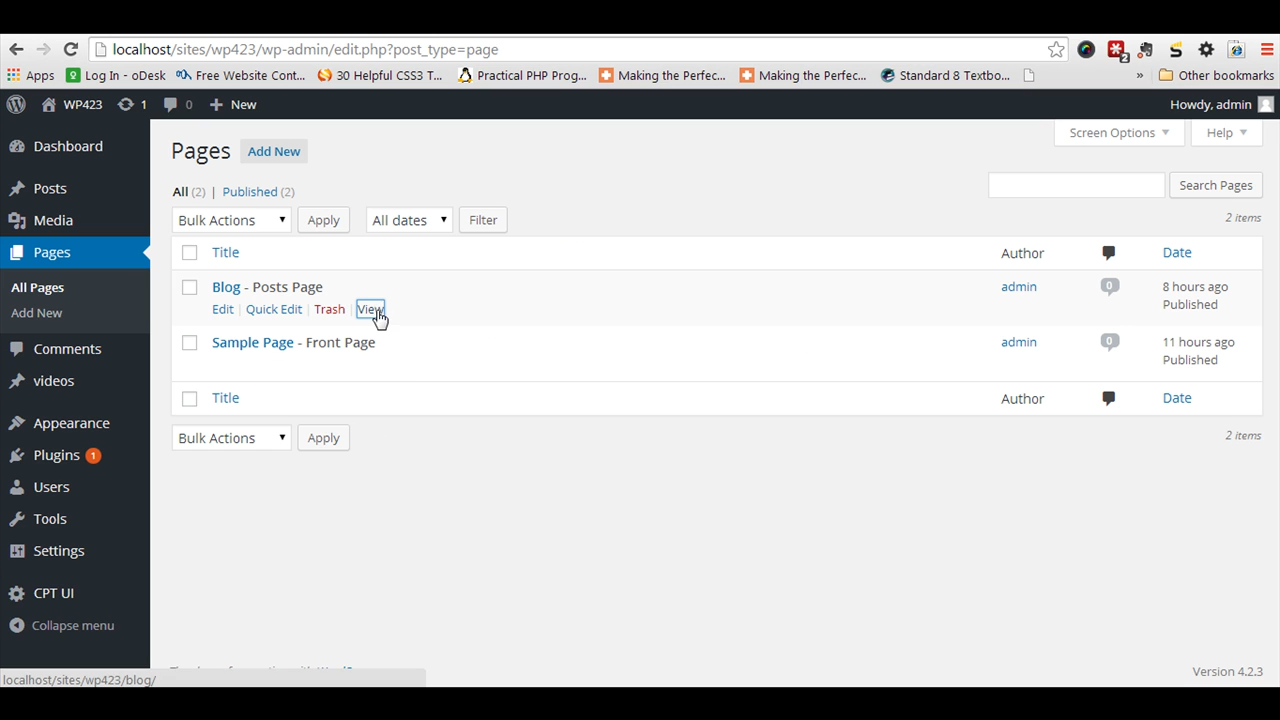 localhost/sites/wp423/wp-admin/edit.php?post_type=page
2
Apps Log In - oDesk Free Website Cont... 30 Helpful CSS3 T... Practical PHP Prog... Making the Perfec... Making the Perfec... Standard 8 Textbo... » Other bookmarks
WP423 1 0 New Howdy, admin
Screen Options Help
Dashboard
Posts
Media
Pages
All Pages
Add New
Comments
videos
Appearance
Plugins 1
Users
Tools
Settings
CPT UI
Collapse menu
Pages Add New
All (2) | Published (2)
Search Pages
Bulk Actions Apply All dates Filter
2 items
Title Author Date
Blog - Posts Page admin 0 8 hours ago
Published
Edit | Quick Edit | Trash | View
Sample Page - Front Page admin 0 11 hours ago
Published
Title Author Date
Bulk Actions Apply
2 items
Version 4.2.3
localhost/sites/wp423/blog/